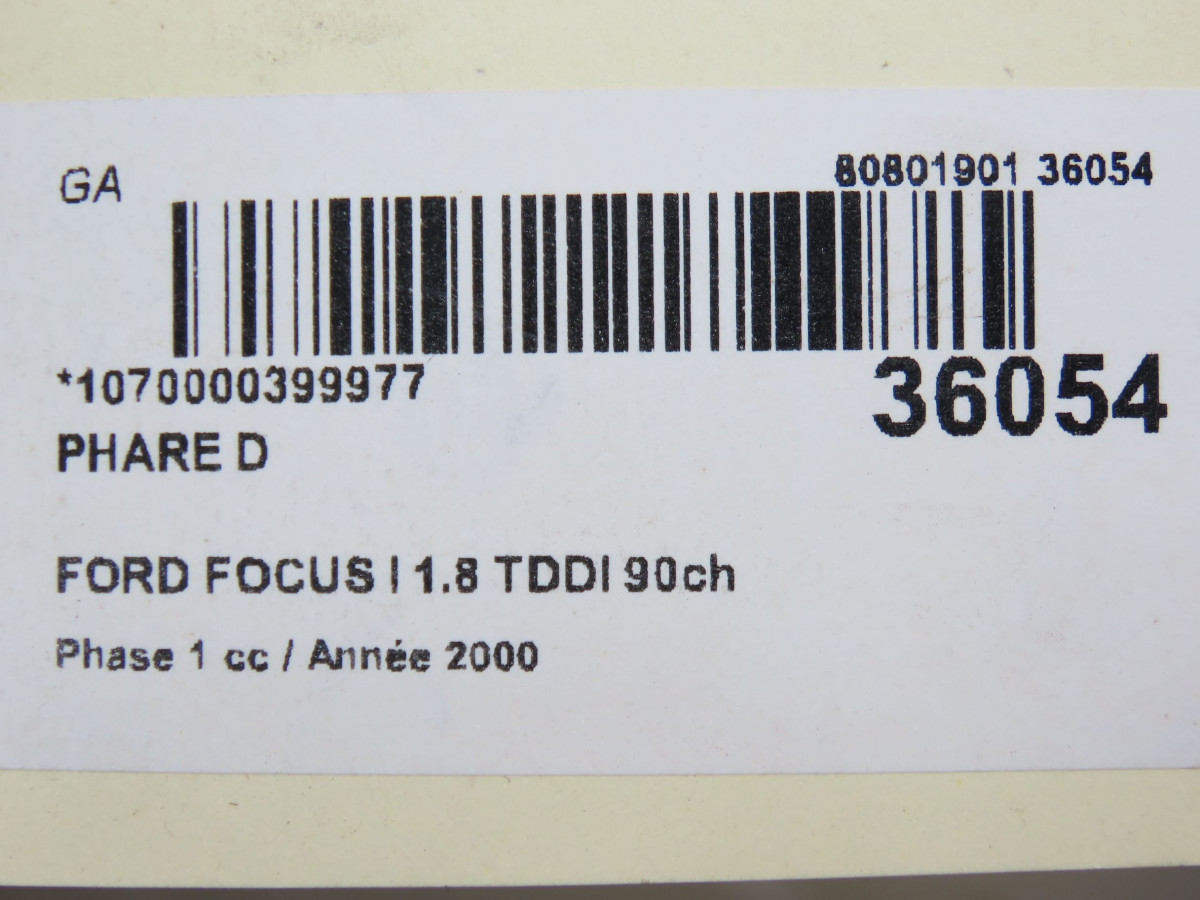 GA
80801901 36054
*1070000399977
36054
PHARE D
FORD FOCUS I 1.8 TDDI 90ch
Phase 1 cc / Année 2000